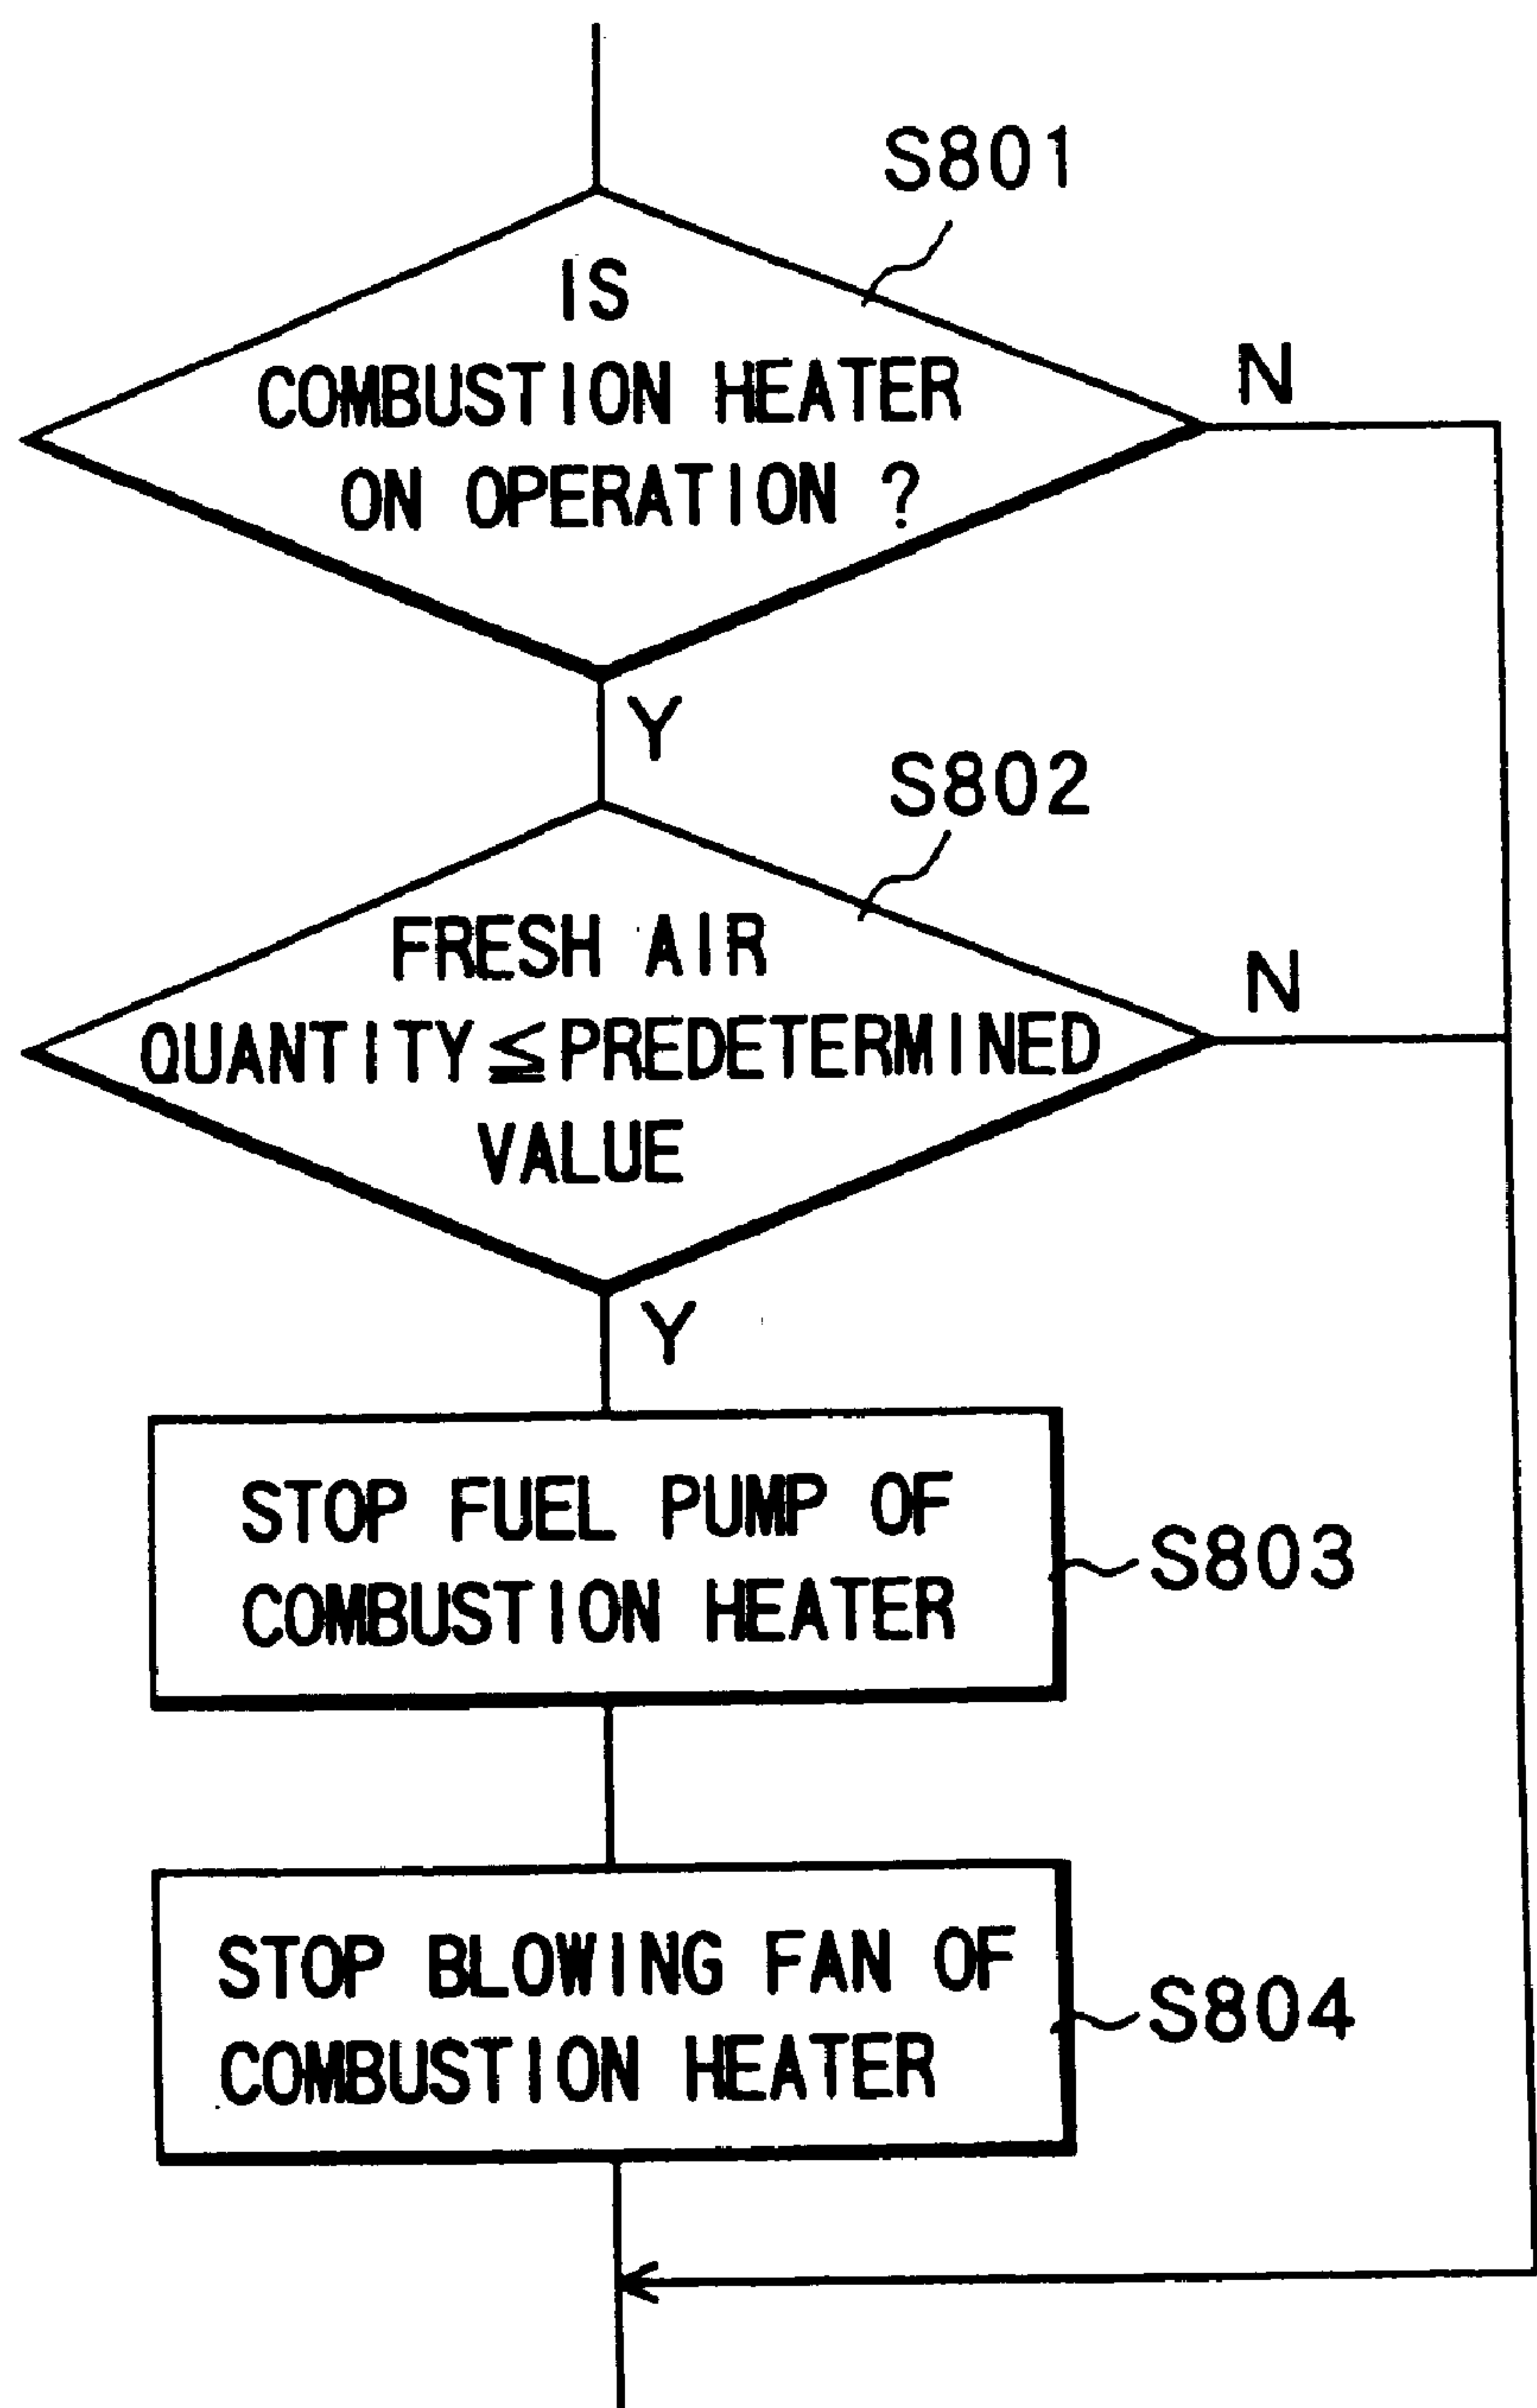 S801
IS
COMBUSTION HEATER
ON OPERATION ?
N
Y
S802
FRESH AIR
QUANTITY≦PREDETERMINED
VALUE
N
Y
STOP FUEL PUMP OF
COMBUSTION HEATER
S803
STOP BLOWING FAN OF
COMBUSTION HEATER
S804